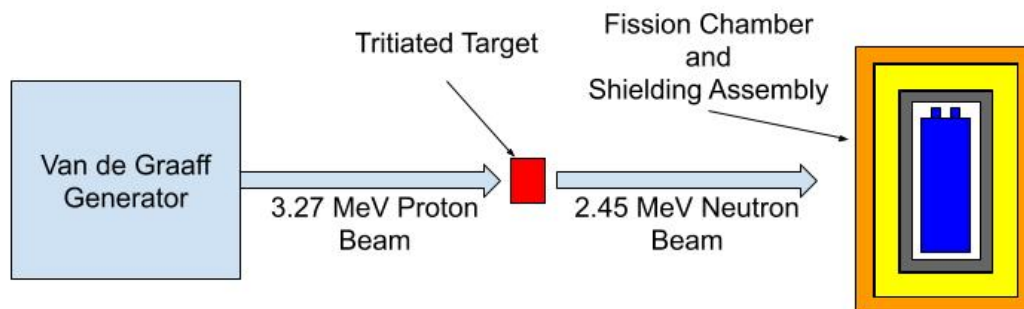 Tritiated Target
Fission Chamber
and
Shielding Assembly
Van de Graaff
Generator
3.27 MeV Proton
Beam
2.45 MeV Neutron
Beam